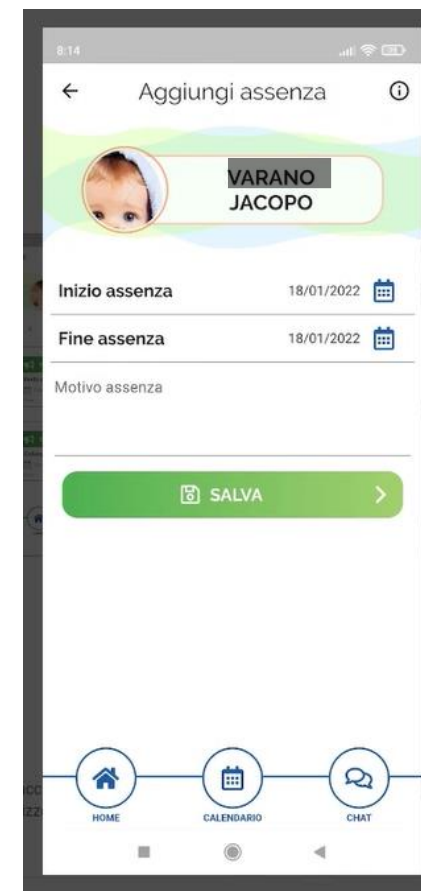 8:14
Aggiungi assenza
VARANO
JACOPO
Inizio assenza 18/01/2022
Fine assenza 18/01/2022
Motivo assenza
SALVA
HOME CALENDARIO CHAT